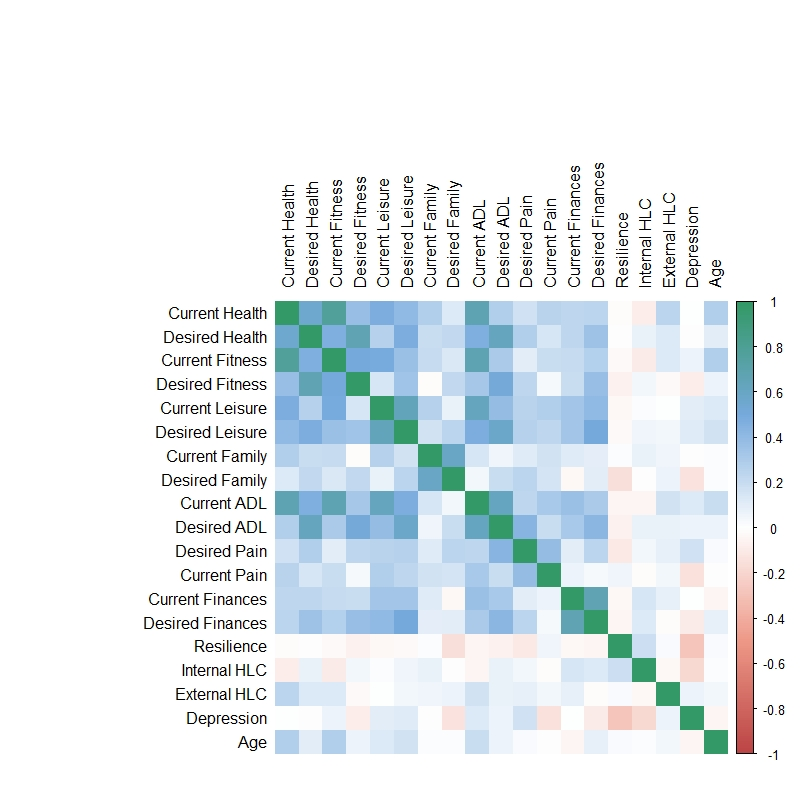 Current Health
Desired Health
Current Fitness
Desired Fitness
Current Leisure
Desired Leisure
Current Family
Desired Family
Current ADL
Desired ADL
Desired Pain
Current Pain
Current Finances
Desired Finances
Resilience
Internal HLC
External HLC
Depression
Age
Current Health
Desired Health
Current Fitness
Desired Fitness
Current Leisure
Desired Leisure
Current Family
Desired Family
Current ADL
Desired ADL
Desired Pain
Current Pain
Current Finances
Desired Finances
Resilience
Internal HLC
External HLC
Depression
Age
1
0.8
0.6
0.4
0.2
0
-0.2
-0.4
-0.6
-0.8
-1